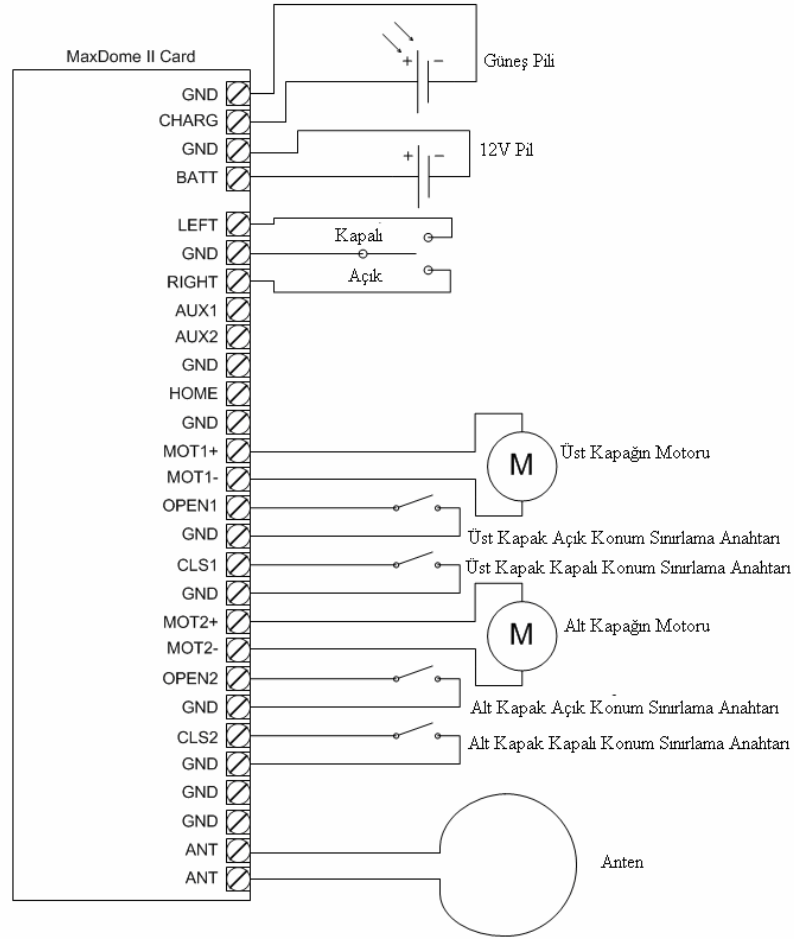 MaxDome II Card
GND
CHARG
GND
BATT
LEFT
GND
RIGHT
AUX1
AUX2
GND
HOME
GND
MOT1+
MOT1-
OPEN1
GND
CLS1
GND
MOT2+
MOT2-
OPEN2
GND
CLS2
GND
GND
GND
ANT
ANT
+ -
Güneş Pili
+ -
12V Pil
Kapalı
Açık
M
Üst Kapağın Motoru
Üst Kapak Açık Konum Sınırlama Anahtarı
Üst Kapak Kapalı Konum Sınırlama Anahtarı
M
Alt Kapağın Motoru
Alt Kapak Açık Konum Sınırlama Anahtarı
Alt Kapak Kapalı Konum Sınırlama Anahtarı
Anten